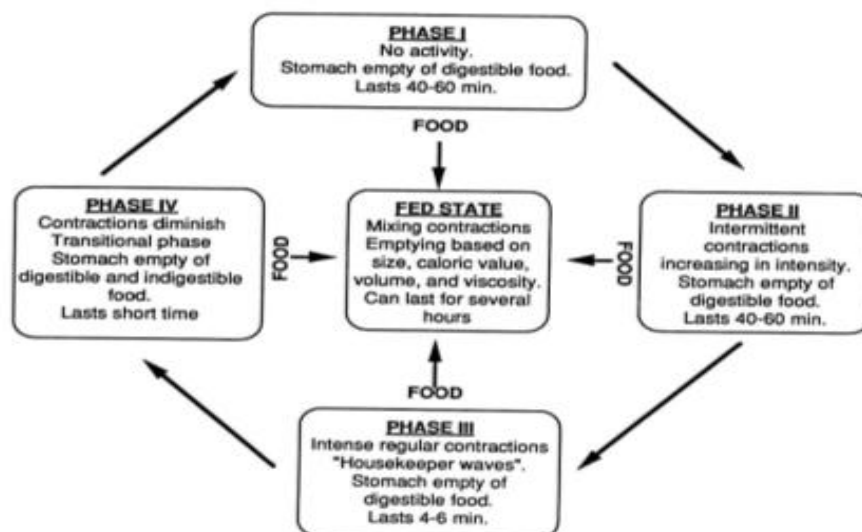 PHASE I
No activity.
Stomach empty of digestible food.
Lasts 40-60 min.
FOOD
PHASE IV
Contractions diminish
Transitional phase
Stomach empty of
digestible and indigestible
food.
Lasts short time
FOOD
FED STATE
Mixing contractions
Emptying based on
size, caloric value,
volume, and viscosity.
Can last for several
hours
FOOD
PHASE II
Intermittent
contractions
increasing in intensity.
Stomach empty of
digestible food.
Lasts 40-60 min.
FOOD
PHASE III
Intense regular contractions
"Housekeeper waves".
Stomach empty of
digestible food.
Lasts 4-6 min.